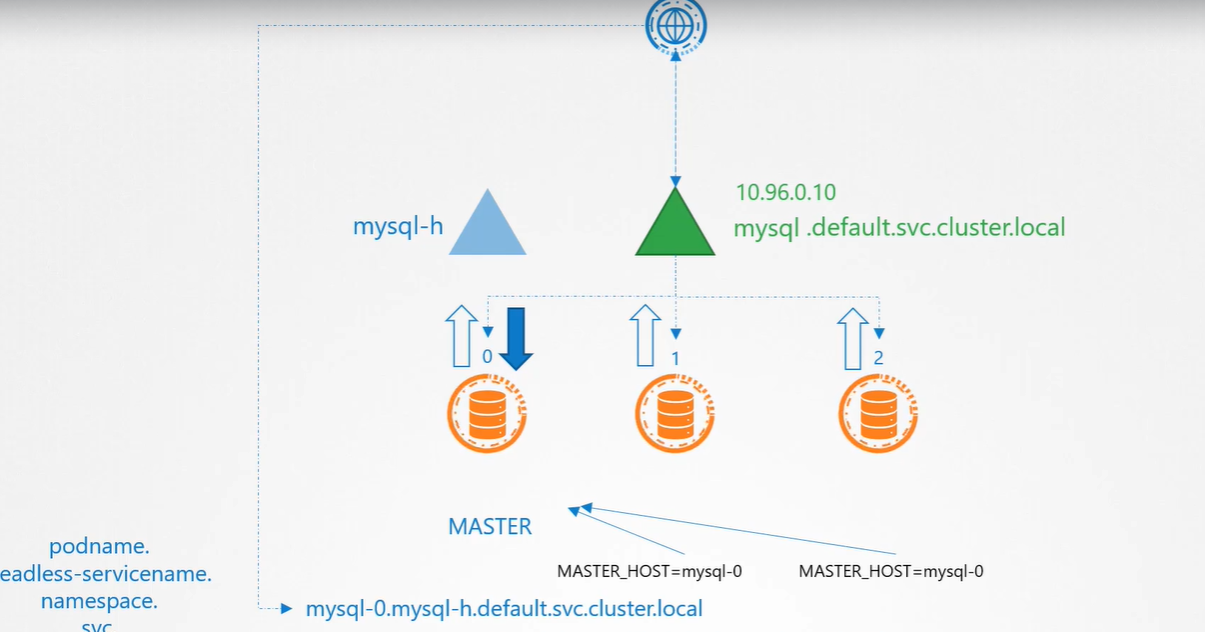 10.96.0.10
mysql-h
mysql .default.svc.cluster.local
0
1
2
MASTER
MASTER_HOST=mysql-0
MASTER_HOST=mysql-0
podname.
eadless-servicename.
namespace.
svc
mysql-0.mysql-h.default.svc.cluster.local